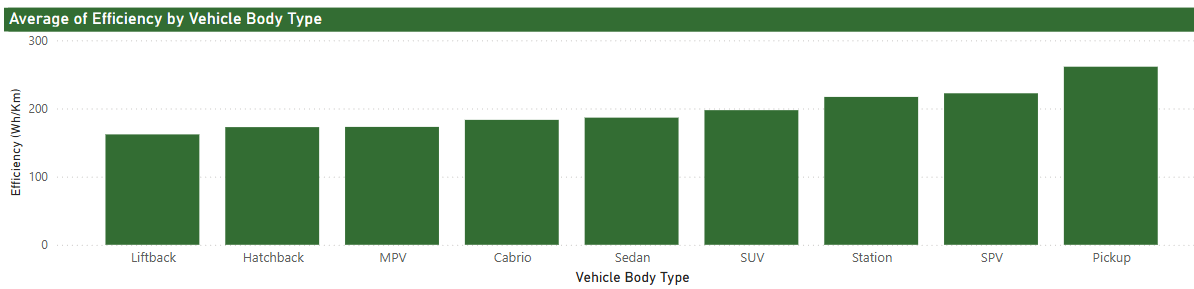 Average of Efficiency by Vehicle Body Type
300
200
100
0
Efficiency (Wh/Km)
Liftback Hatchback MPV Cabrio Sedan SUV Station SPV Pickup
Vehicle Body Type